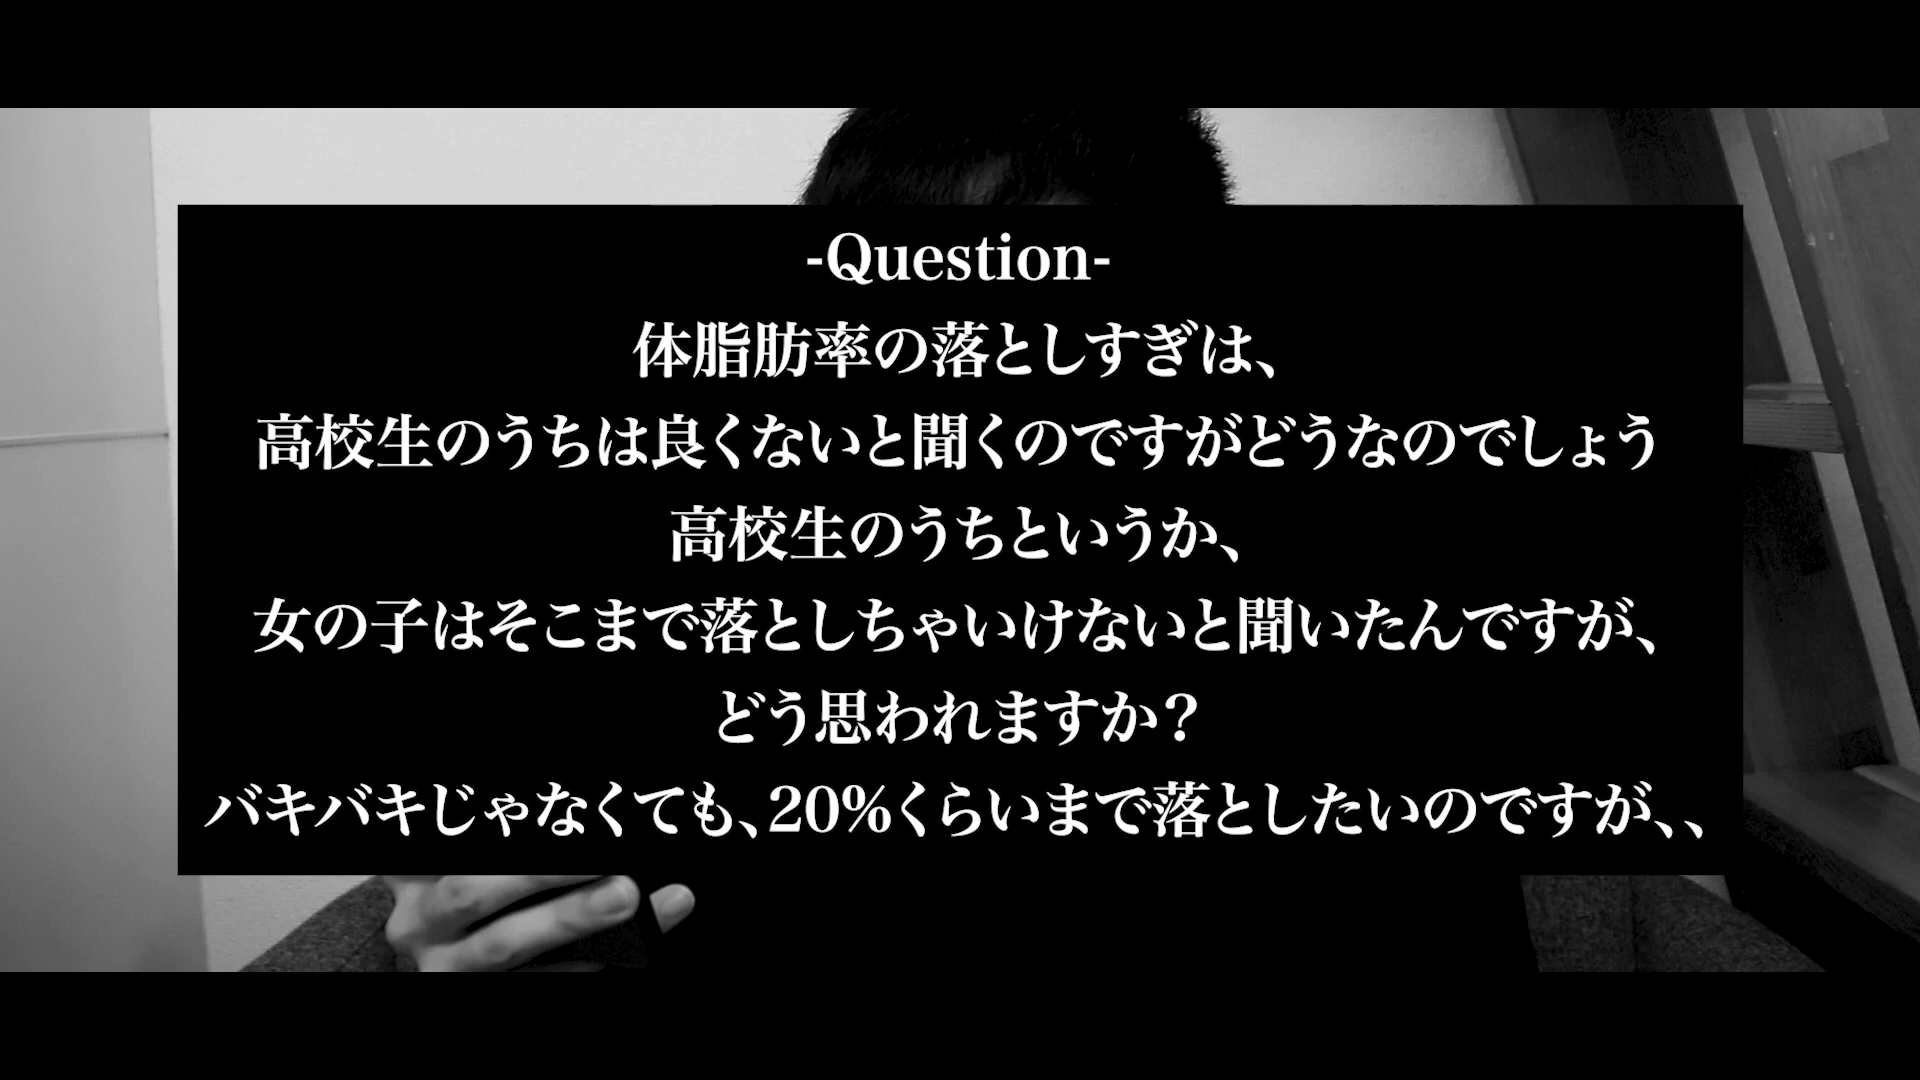 -Question-
体脂肪率の落としすぎは、
高校生のうちは良くないと聞くのですがどうなのでしょう
高校生のうちというか、
女の子はそこまで落としちゃいけないと聞いたんですが、
どう思われますか？
バキバキじゃなくても、20%くらいまで落としたいのですが、、